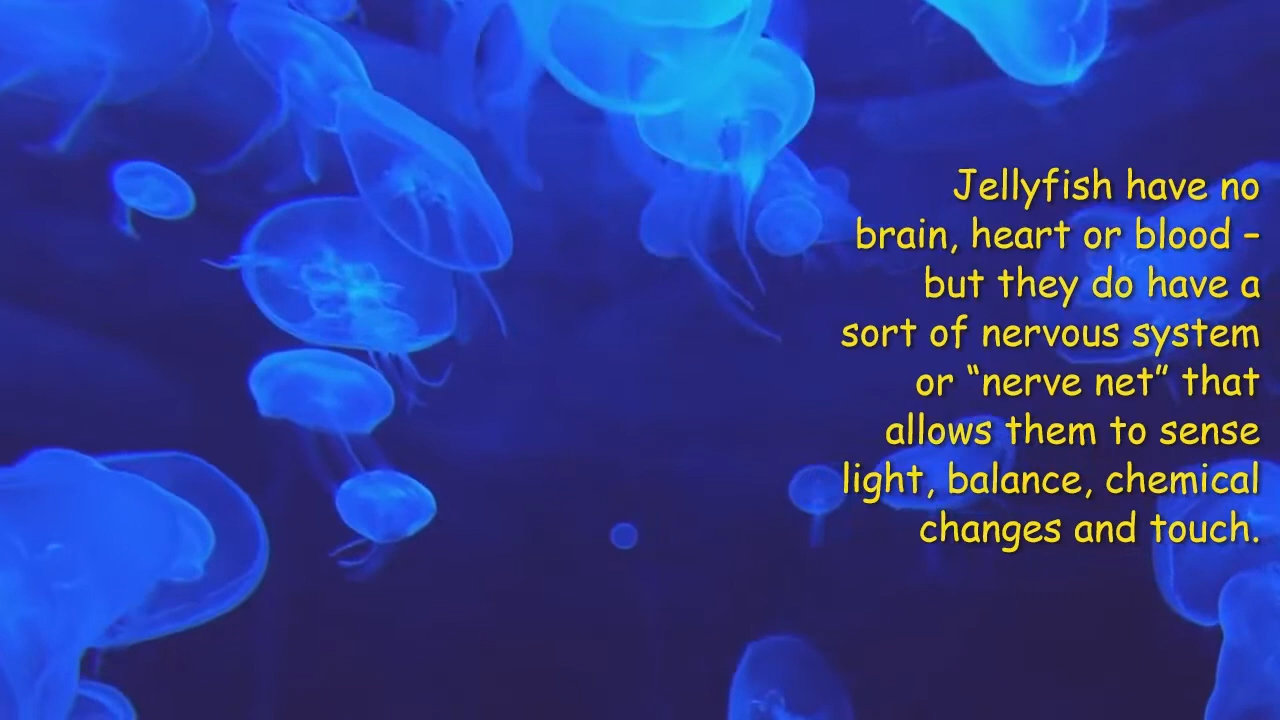 Jellyfish have no
brain, heart or blood –
but they do have a
sort of nervous system
or “nerve net” that
allows them to sense
light, balance, chemical
changes and touch.